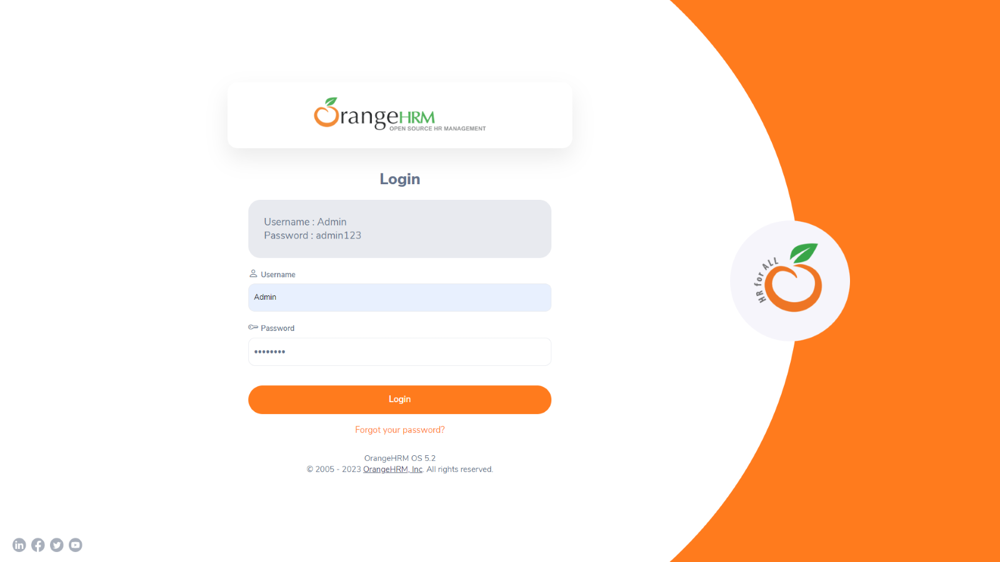 OrangeHRM
OPEN SOURCE HR MANAGEMENT
Login
Username : Admin
Password : admin123
Username
Admin
Password
••••••••
Login
Forgot your password?
OrangeHRM OS 5.2
© 2005 - 2023 OrangeHRM, Inc. All rights reserved.
HR for ALL
in